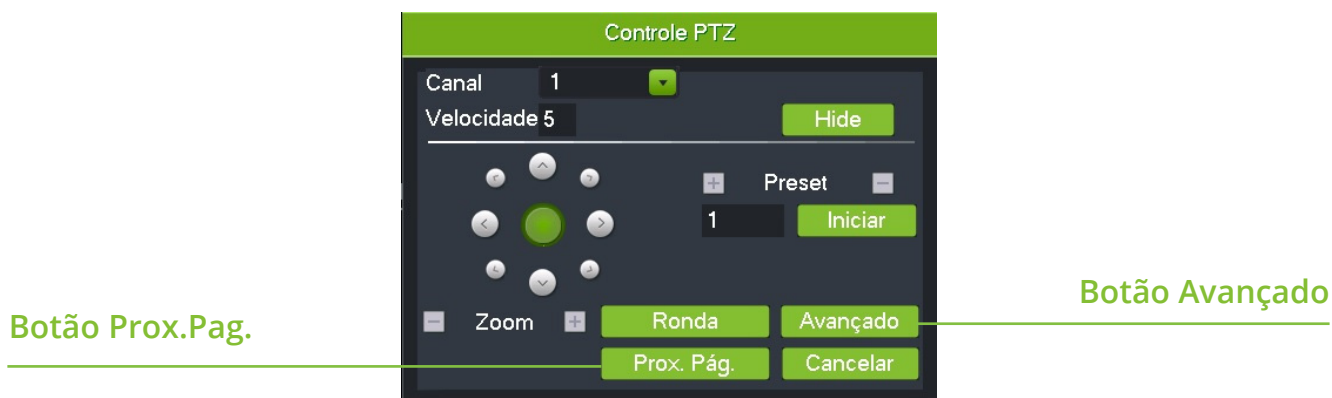 Controle PTZ
Canal 1
Velocidade 5
Hide
Preset
1 Iniciar
Botão Avançado
Botão Prox.Pag.
Zoom Ronda Avançado
Prox. Pág. Cancelar